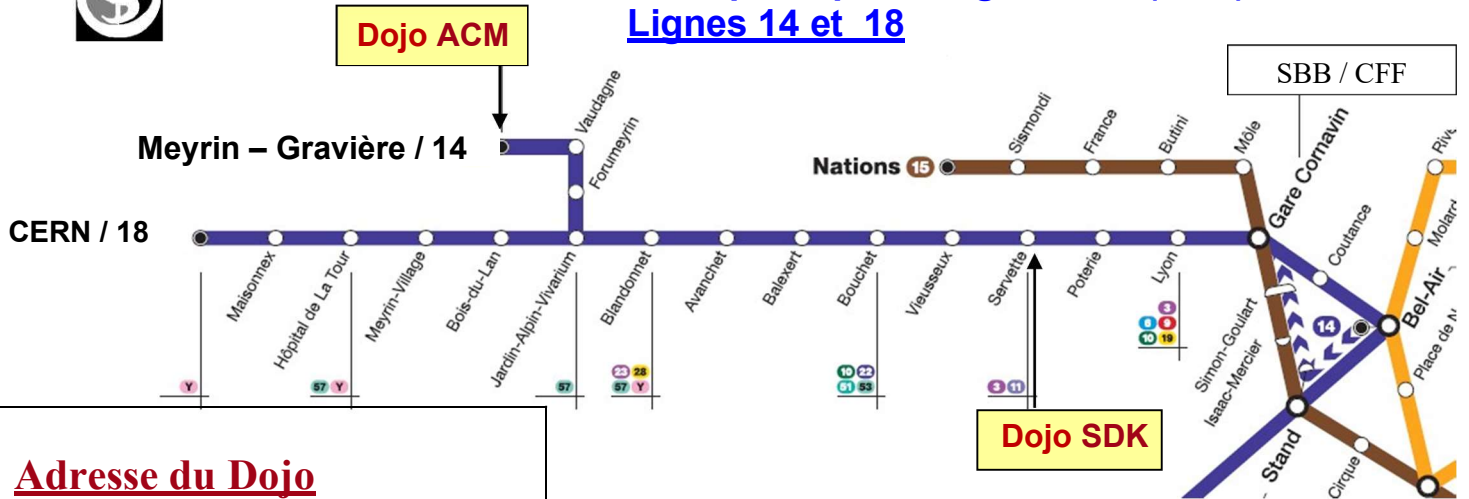 Lignes 14 et 18
Dojo ACM
SBB / CFF
Vaudagne
Meyrin – Gravière / 14
Forumeyrin
Nations 15
Sismondi
France
Butini
Môle
Gare Cornavin
CERN / 18
Maisonnex
Hôpital de La Tour
Meyrin-Village
Bois-du-Lan
Jardin-Alpin-Vivarium
Blandonnet
Avanchet
Balexert
Bouchet
Vieusseux
Servette
Poterie
Lyon
Coutance
Molard
Bel-Air
14
Simon-Goulart
Isaac-Mercier
Stand
Cirque
Y
57 Y
57
23 28
57 Y
10 22
51 53
3 11
3
8 9
10 19
Dojo SDK
Adresse du Dojo